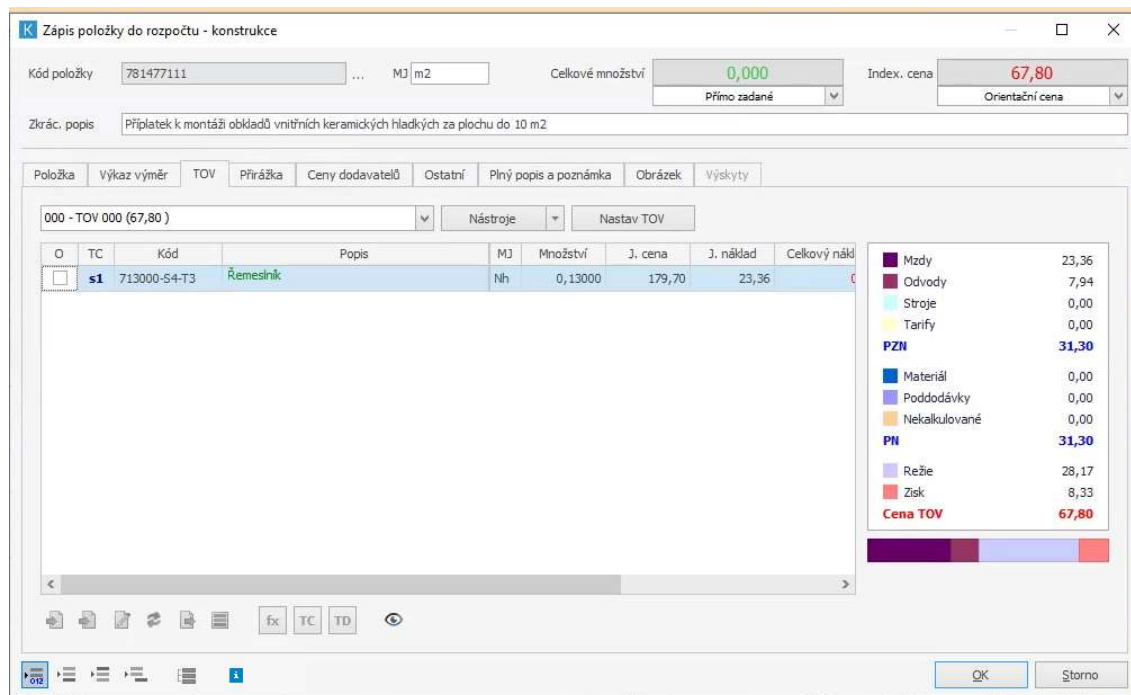 K Zápis položky do rozpočtu - konstrukce
Kód položky 781477111 ... MJ m2 Celkové množství 0,000 Index. cena 67,80
Přímo zadané Orientační cena
Zkrác. popis Příplatek k montáži obkladů vnitřních keramických hladkých za plochu do 10 m2
Položka Výkaz výměr TOV Přirážka Ceny dodavatelů Ostatní Plný popis a poznámka Obrázek Výskyty
000 - TOV 000 (67,80 ) Nástroje Nastav TOV
O TC Kód Popis MJ Množství J. cena J. náklad Celkový nákl
s1 713000-S4-T3 Řemeslník Nh 0,13000 179,70 23,36 0
Mzdy 23,36
Odvody 7,94
Stroje 0,00
Tarify 0,00
PZN 31,30
Materiál 0,00
Poddodávky 0,00
Nekalkulované 0,00
PN 31,30
Režie 28,17
Zisk 8,33
Cena TOV 67,80
fx TC TD
012 i OK Storno